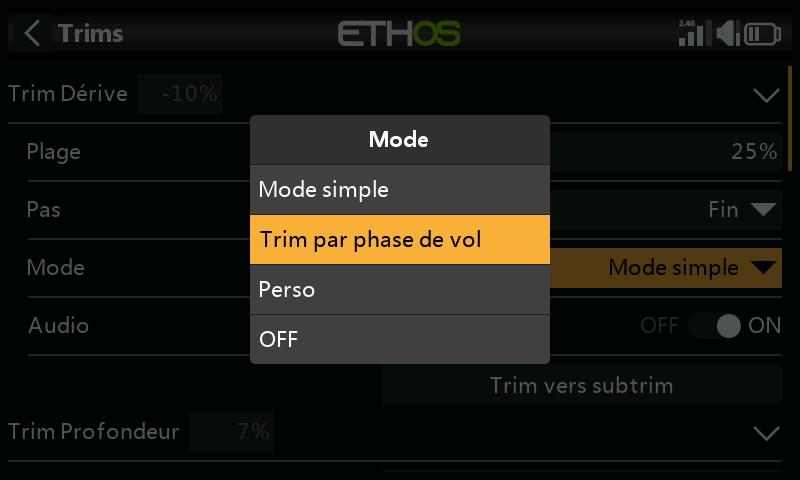 Trims
ETHOS
2.4G
Trim Dérive -10%
Mode
Plage 25%
Mode simple
Pas Fin
Trim par phase de vol
Mode Mode simple
Perso
Audio OFF ON
OFF
Trim vers subtrim
Trim Profondeur 7%